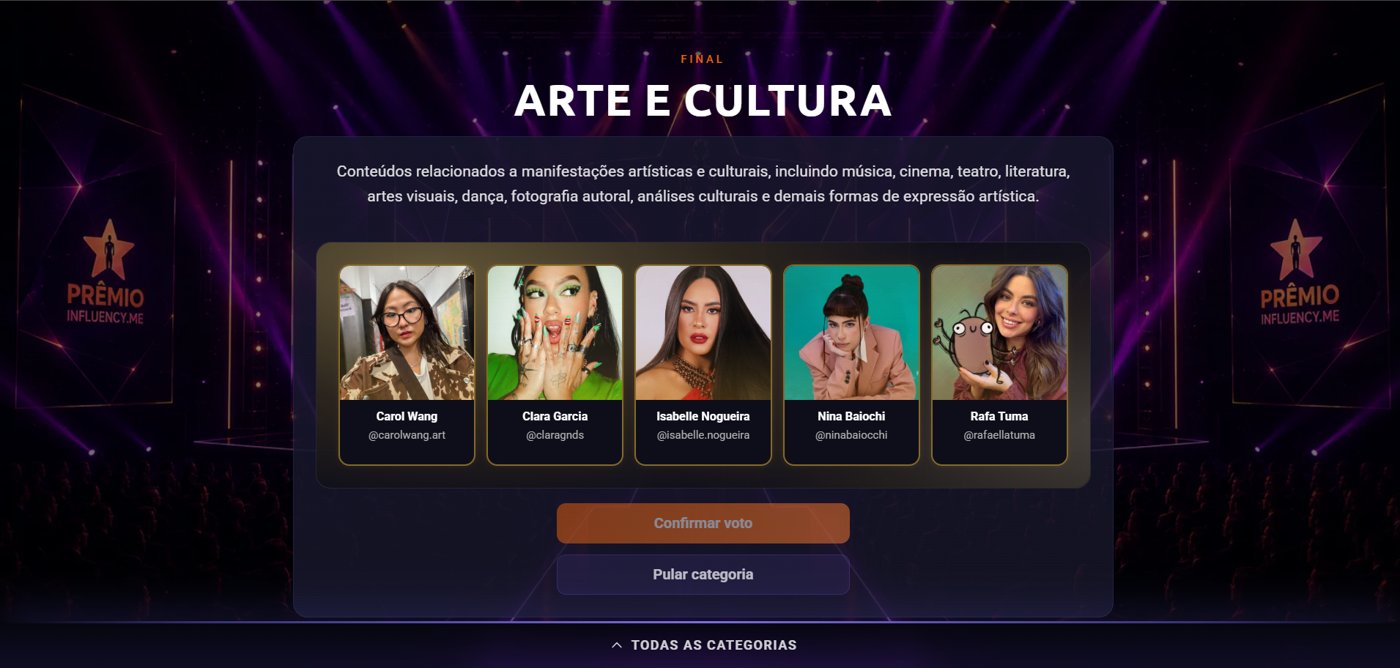 FINAL
ARTE E CULTURA
Conteúdos relacionados a manifestações artísticas e culturais, incluindo música, cinema, teatro, literatura,
artes visuais, dança, fotografia autoral, análises culturais e demais formas de expressão artística.
PRÊMIO
INFLUENCY.ME
PRÊMIO
INFLUENCY.ME
Carol Wang
@carolwang.art
Clara Garcia
@claragnds
Isabelle Nogueira
@isabelle.nogueira
Nina Baiochi
@ninabaiocchi
Rafa Tuma
@rafaellatuma
Confirmar voto
Pular categoria
TODAS AS CATEGORIAS